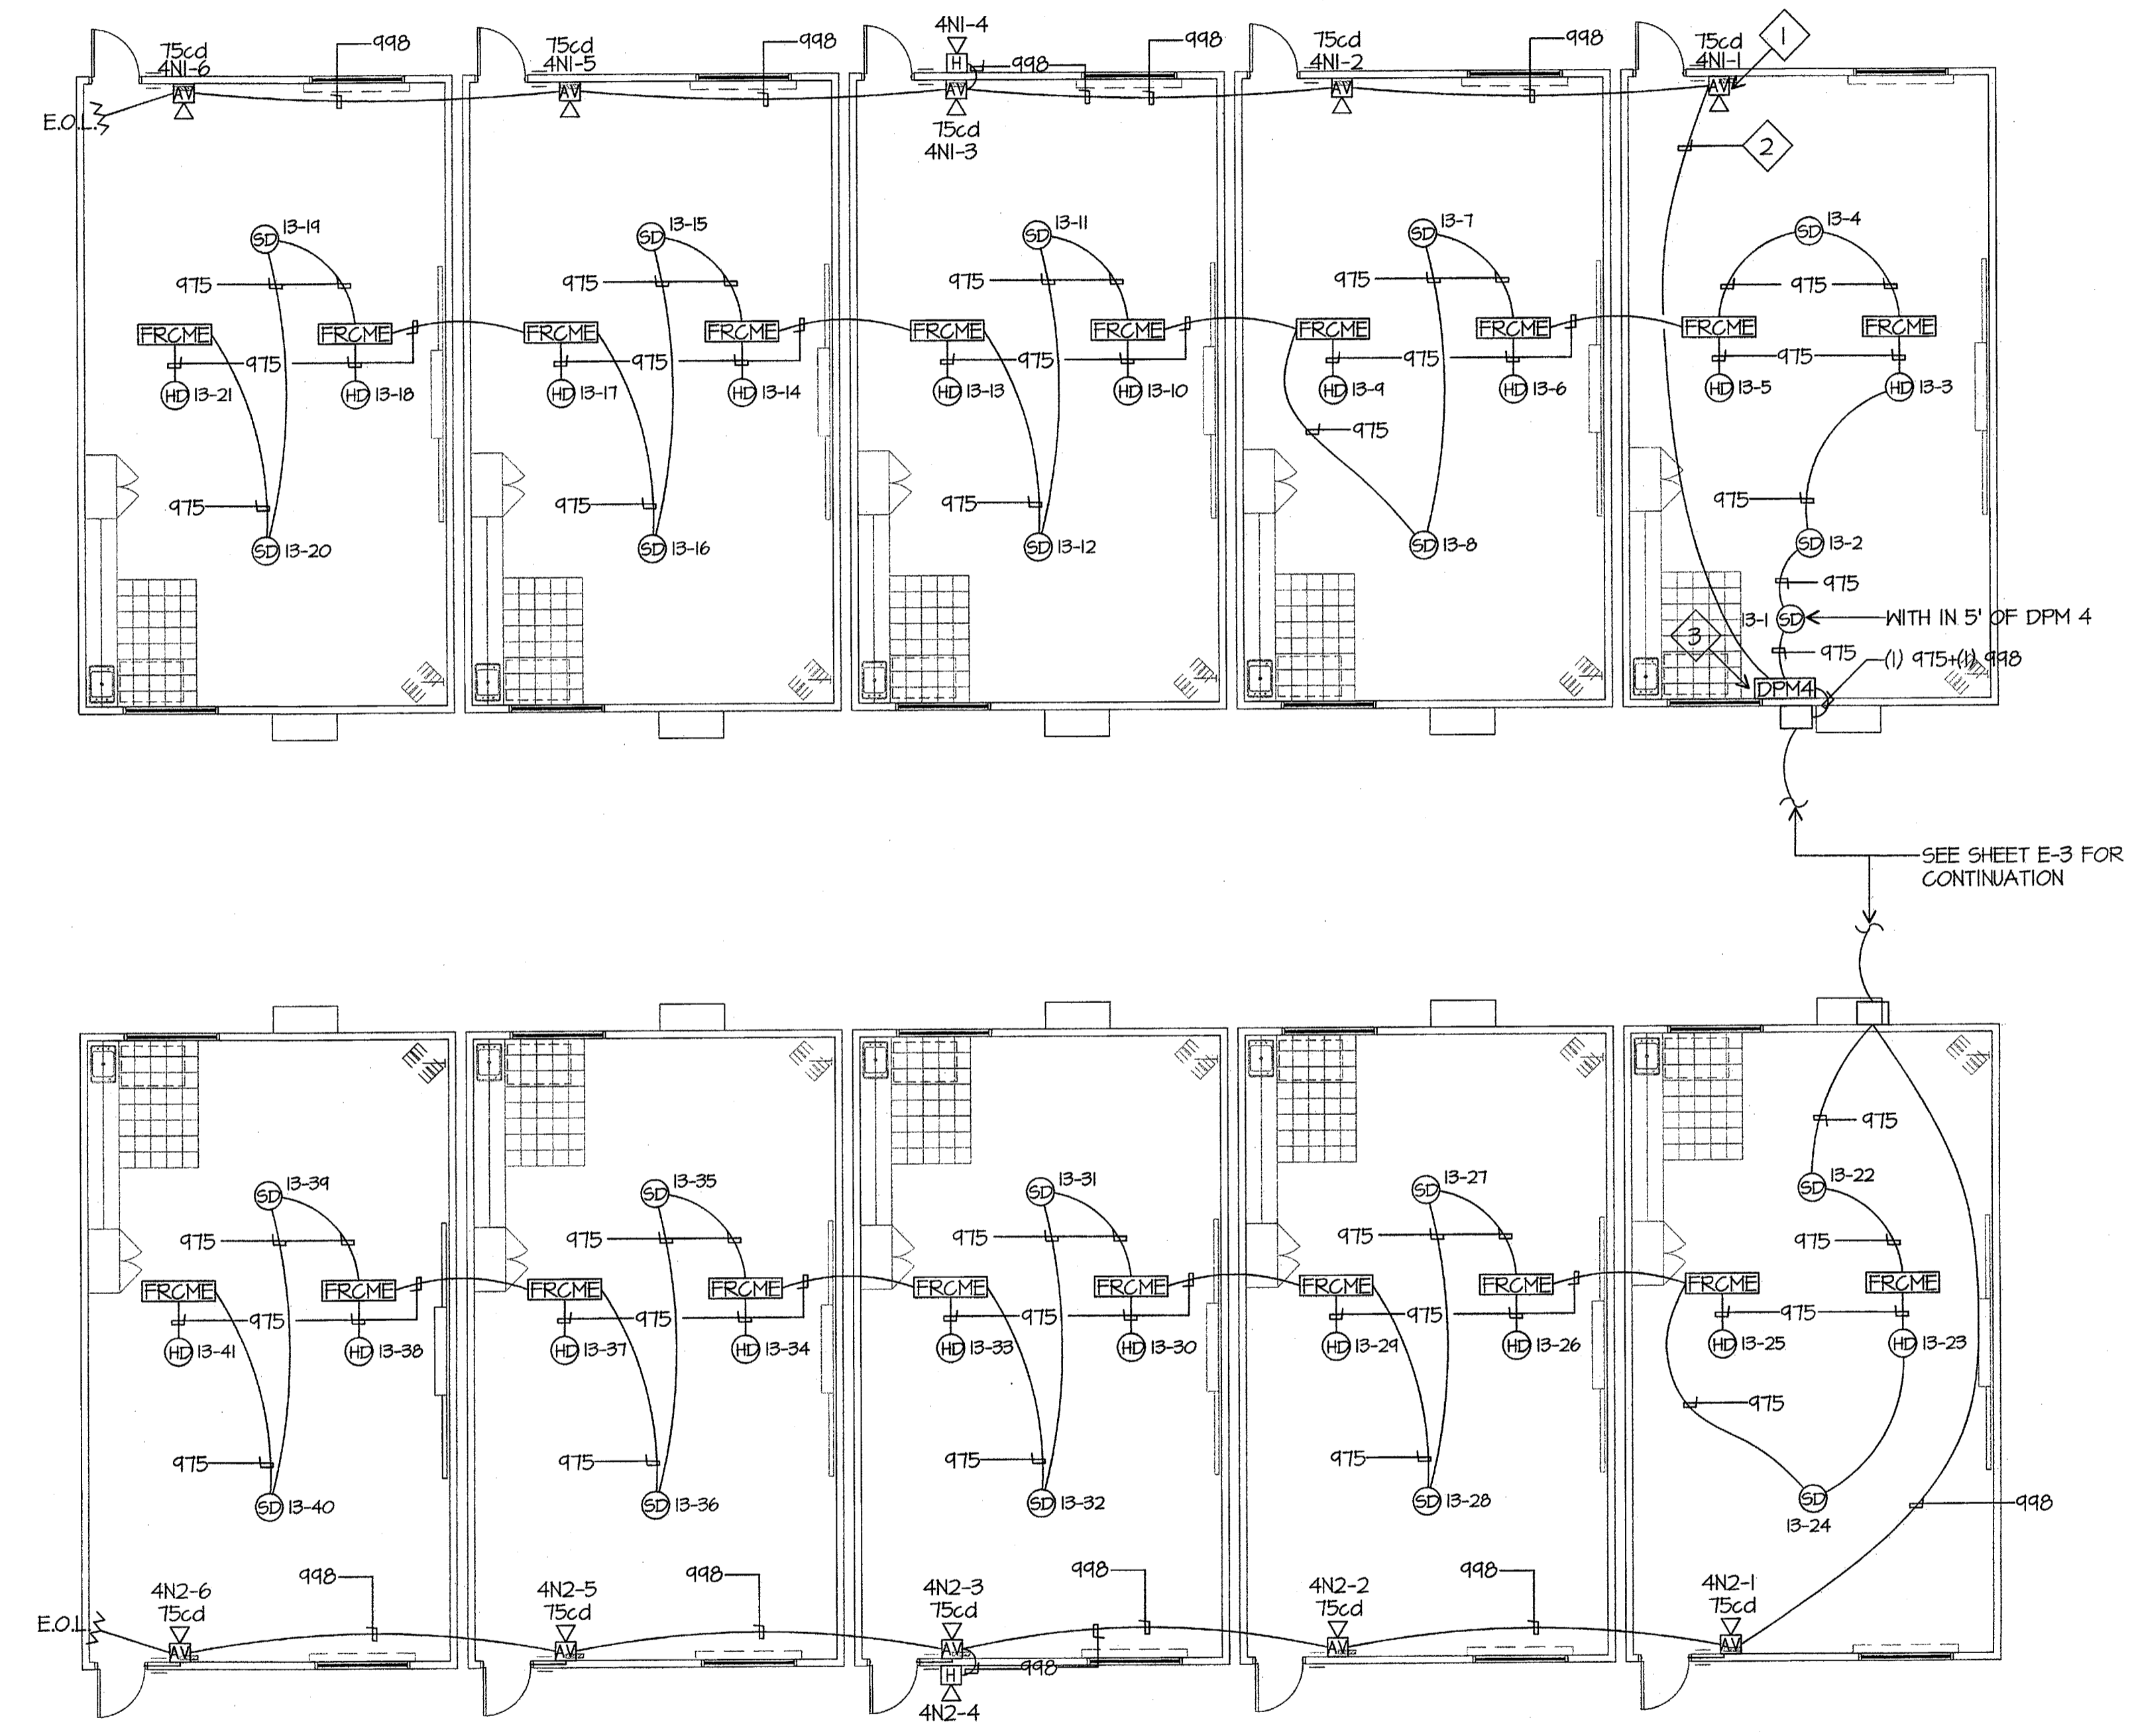 4NI-4
75cd
4NI-6
998
75cd
4NI-5
998
H
998
998
75cd
4NI-2
998
75cd
4NI-1
1
AV
AV
AV
AV
AV
E.O.L.
75cd
4NI-3
2
SD 13-19
SD 13-15
SD 13-11
SD 13-7
SD 13-4
975
975
975
975
975
FRCME
FRCME
FRCME
FRCME
FRCME
FRCME
FRCME
FRCME
FRCME
FRCME
975
975
975
975
975
HD 13-21
HD 13-18
HD 13-17
HD 13-14
HD 13-13
HD 13-10
HD 13-9
HD 13-6
HD 13-5
HD 13-3
975
975
975
975
975
SD 13-20
SD 13-16
SD 13-12
SD 13-8
SD 13-2
975
13-1 SD
WITH IN 5' OF DPM 4
3
975
(1) 975+(1) 998
DPM4
SEE SHEET E-3 FOR
CONTINUATION
975
SD 13-39
SD 13-35
SD 13-31
SD 13-27
SD 13-22
975
975
975
975
975
FRCME
FRCME
FRCME
FRCME
FRCME
FRCME
FRCME
FRCME
FRCME
FRCME
975
975
975
975
975
HD 13-41
HD 13-38
HD 13-37
HD 13-34
HD 13-33
HD 13-30
HD 13-29
HD 13-26
HD 13-25
HD 13-23
975
975
975
975
975
SD 13-40
SD 13-36
SD 13-32
SD 13-28
SD
13-24
998
4N2-6
75cd
998
4N2-5
75cd
998
4N2-3
75cd
998
4N2-2
75cd
998
4N2-1
75cd
E.O.L.
AV
AV
AV
AV
AV
H
998
4N2-4